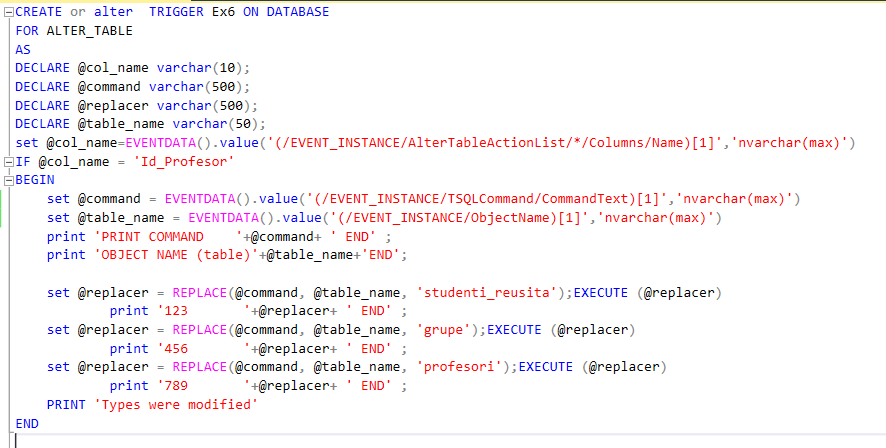 CREATE or alter  TRIGGER Ex6 ON DATABASE
FOR ALTER_TABLE
AS
DECLARE @col_name varchar(10);
DECLARE @command varchar(500);
DECLARE @replacer varchar(500);
DECLARE @table_name varchar(50);
set @col_name=EVENTDATA().value('(/EVENT_INSTANCE/AlterTableActionList/*/Columns/Name)[1]','nvarchar(max)')
IF @col_name = 'Id_Profesor'
BEGIN
    set @command = EVENTDATA().value('(/EVENT_INSTANCE/TSQLCommand/CommandText)[1]','nvarchar(max)')
    set @table_name = EVENTDATA().value('(/EVENT_INSTANCE/ObjectName)[1]','nvarchar(max)')
    print 'PRINT COMMAND    '+@command+ ' END' ;
    print 'OBJECT NAME (table)'+@table_name+'END';
    set @replacer = REPLACE(@command, @table_name, 'studenti_reusita');EXECUTE (@replacer)
            print '123       '+@replacer+ ' END' ;
    set @replacer = REPLACE(@command, @table_name, 'grupe');EXECUTE (@replacer)
            print '456       '+@replacer+ ' END' ;
    set @replacer = REPLACE(@command, @table_name, 'profesori');EXECUTE (@replacer)
            print '789       '+@replacer+ ' END' ;
    PRINT 'Types were modified'
END